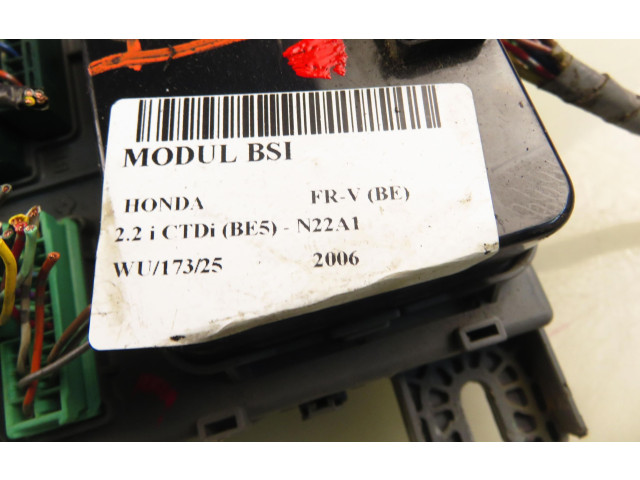 MODUL BSI
HONDA FR-V (BE)
2.2 i CTDi (BE5) - N22A1
WU/173/25 2006